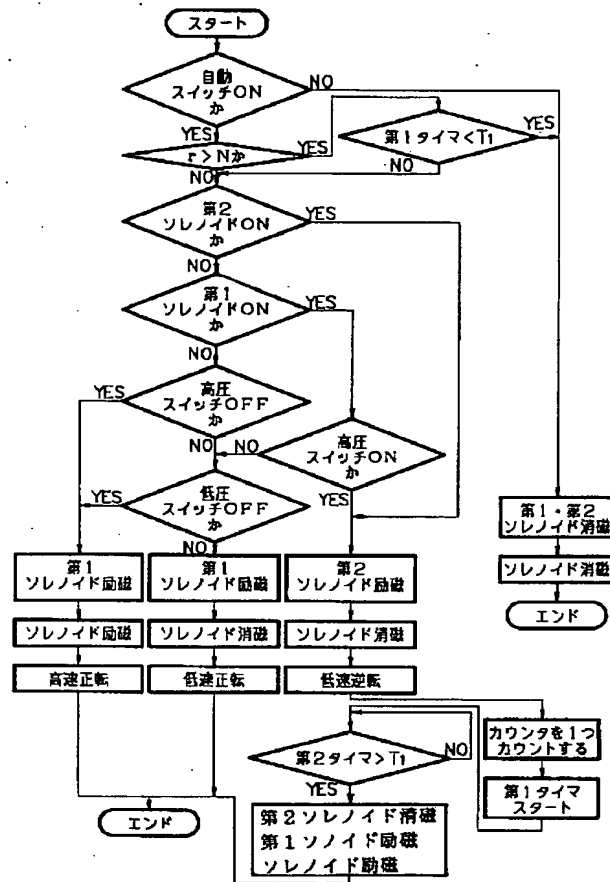 スタート
自動
スイッチON
か
NO
YES
r>Nか
YES
NO
第1タイマ<T1
YES
NO
第2
ソレノイドON
か
YES
NO
第1
ソレノイドON
か
YES
NO
高圧
スイッチOFF
か
YES
NO
高圧
スイッチON
か
NO
YES
低圧
スイッチOFF
か
YES
NO
第1・第2
ソレノイド消磁
ソレノイド消磁
エンド
第1
ソレノイド励磁
第1
ソレノイド励磁
第2
ソレノイド励磁
ソレノイド励磁
ソレノイド消磁
ソレノイド消磁
高速正転
低速正転
低速逆転
カウンタを1つ
カウントする
第1タイマ
スタート
第2タイマ>T1
NO
YES
エンド
第2ソレノイド消磁
第1ソノイド励磁
ソレノイド励磁